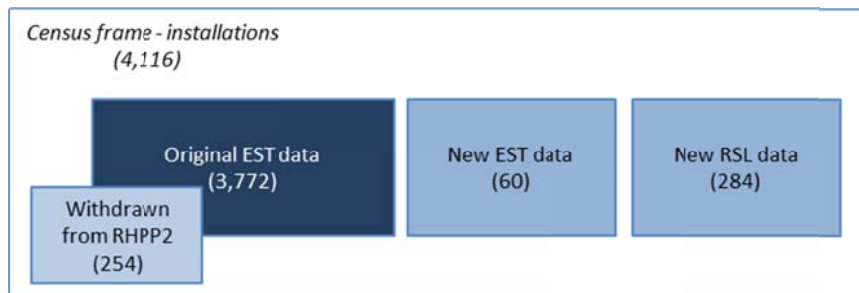 Census frame - installations
(4,116)
Original EST data
(3,772)
New EST data
(60)
New RSL data
(284)
Withdrawn
from RHPP2
(254)